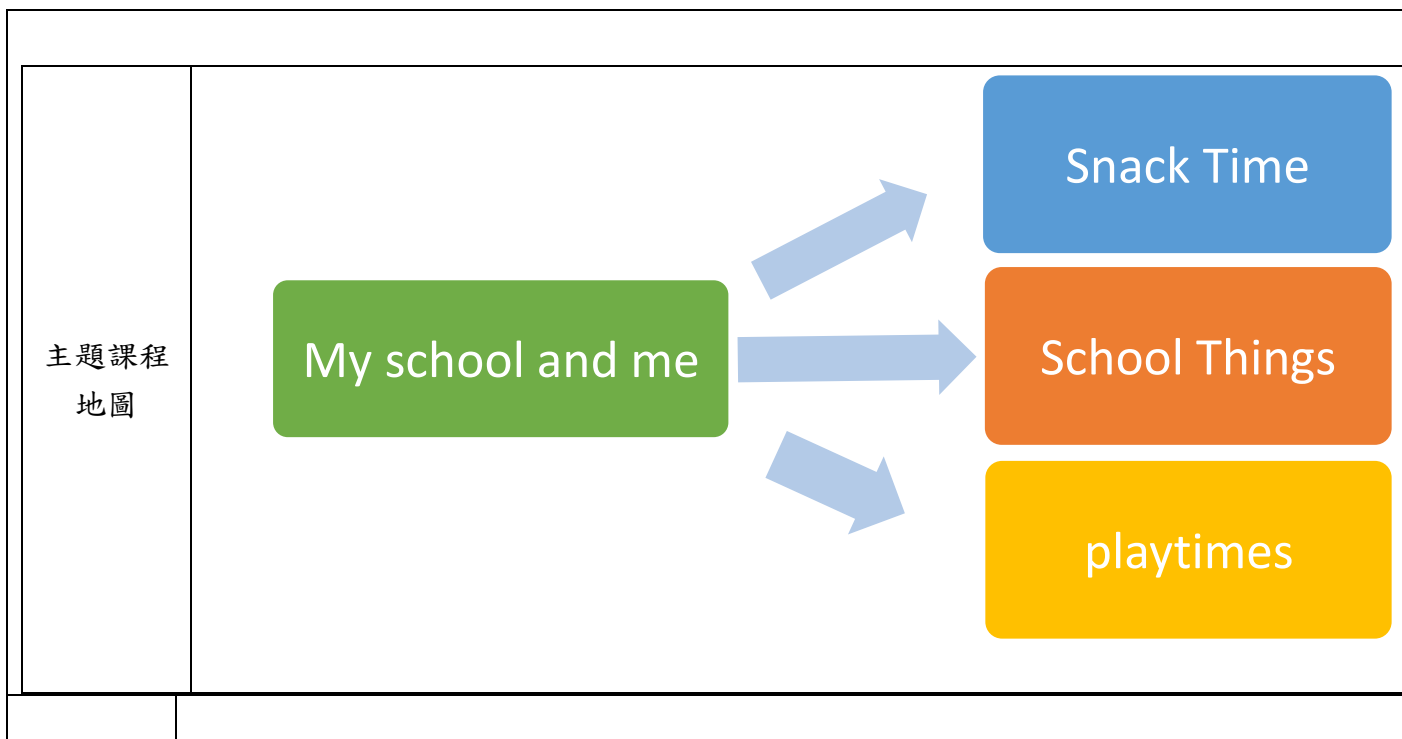 主題課程
地圖
My school and me
Snack Time
School Things
playtimes